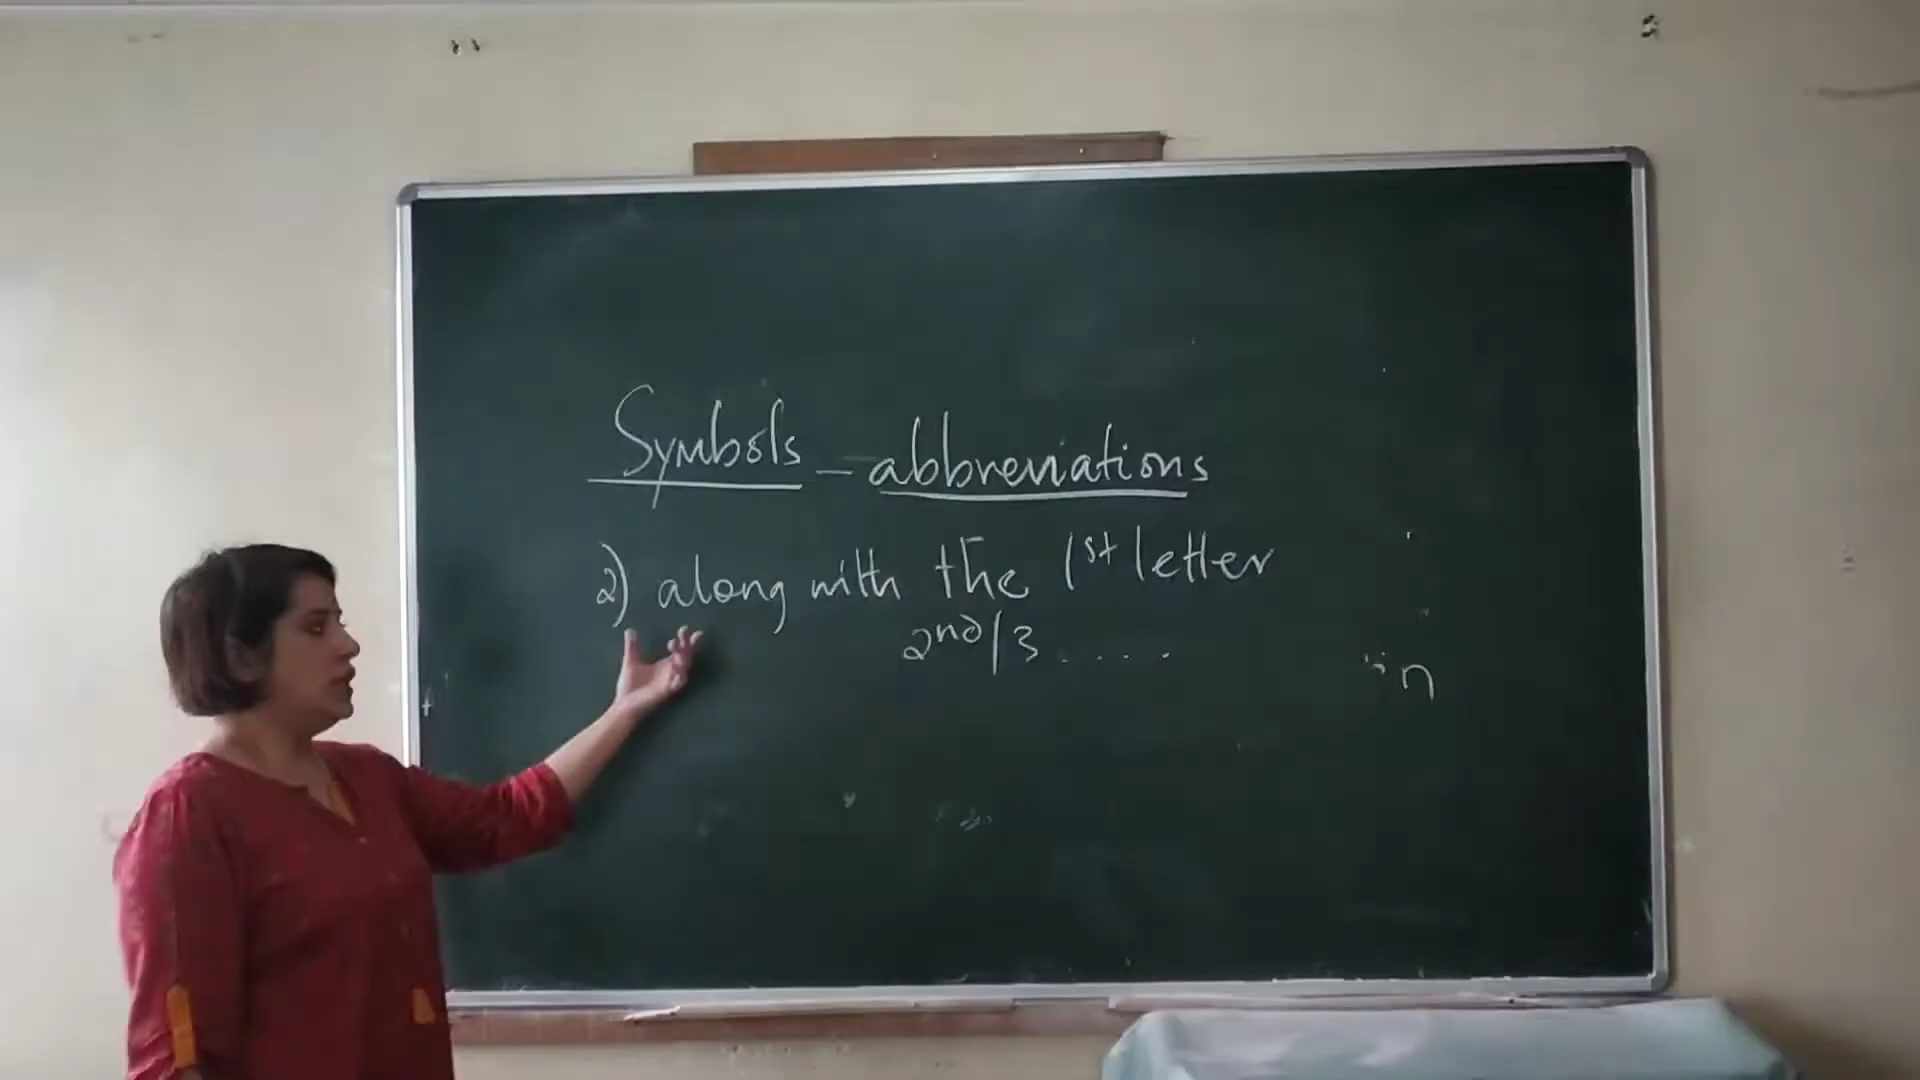 Symbols - abbreviations
2) along with the 1st letter
2nd/3 . . . .
n